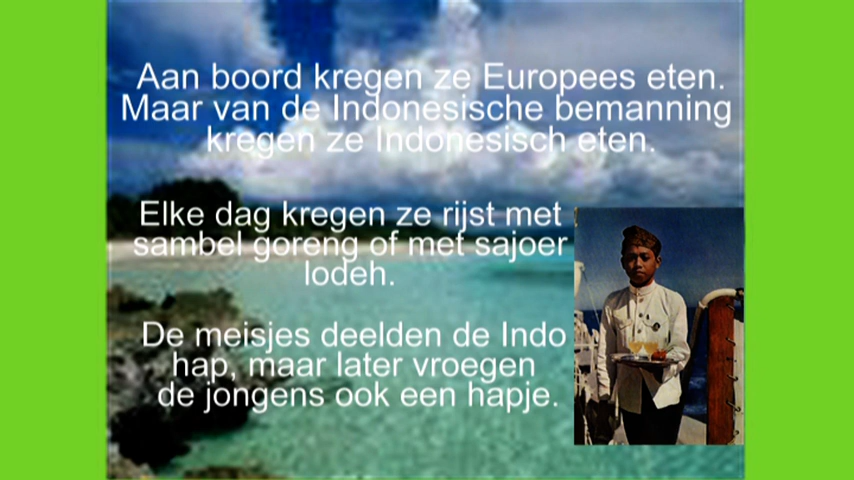 Aan boord kregen ze Europees eten.
Maar van de Indonesische bemanning
kregen ze Indonesisch eten.
Elke dag kregen ze rijst met
sambel goreng of met sajoer
lodeh.
De meisjes deelden de Indo
hap, maar later vroegen
de jongens ook een hapje.